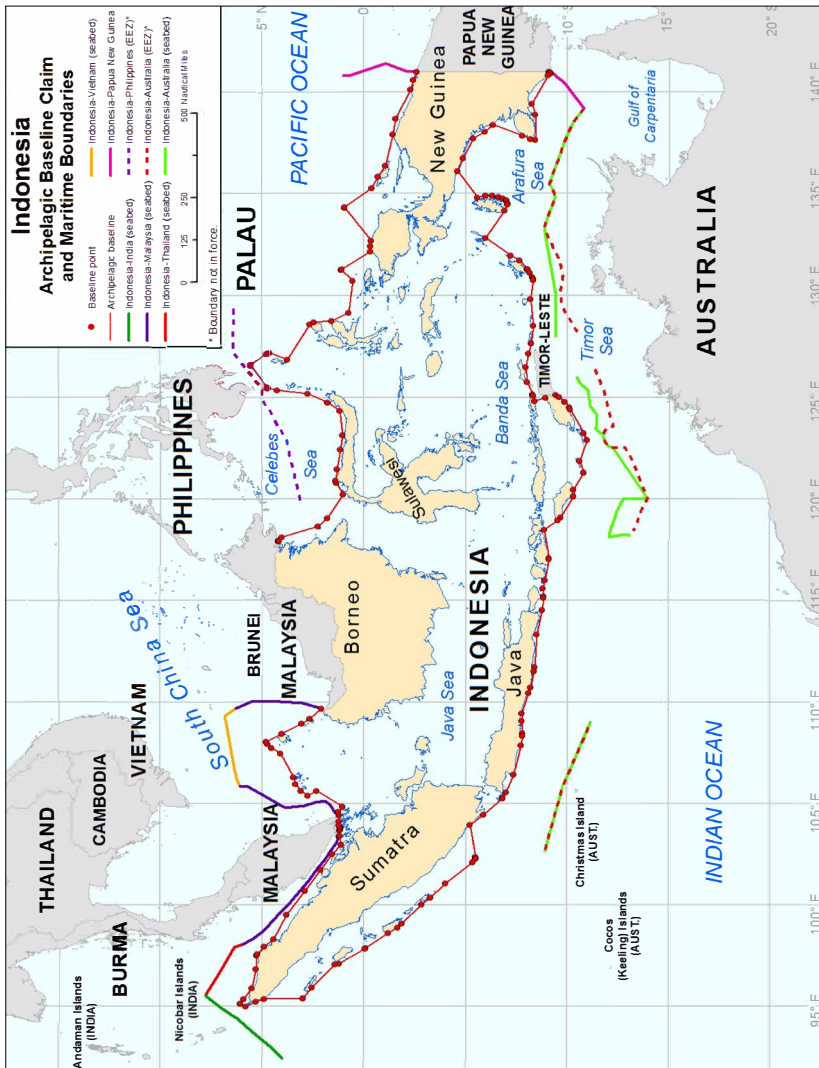 Indonesia
Archipelagic Baseline Claim
and Maritime Boundaries
Baseline point
Archipelagic baseline
Indonesia-India (seabed)
Indonesia-Malaysia (seabed)
Indonesia-Thailand (seabed)
Indonesia-Vietnam (seabed)
Indonesia-Papua New Guinea
Indonesia-Philippines (EEZ)*
Indonesia-Australia (EEZ)*
Indonesia-Australia (seabed)
0 125 250 500 Nautical Miles
* Boundary not in force.
THAILAND
BURMA
CAMBODIA
VIETNAM
Andaman Islands
(INDIA)
Nicobar Islands
(INDIA)
MALAYSIA
South China Sea
BRUNEI
MALAYSIA
PHILIPPINES
PALAU
PACIFIC OCEAN
Celebes
Sea
Borneo
Sumatra
Java Sea
INDONESIA
Java
Sulawesi
Banda Sea
New Guinea
PAPUA
NEW
GUINEA
Arafura
Sea
TIMOR-LESTE
Timor
Sea
Gulf of
Carpentaria
AUSTRALIA
Christmas Island
(AUST.)
Cocos
(Keeling) Islands
(AUST.)
INDIAN OCEAN
5° N
0
10° S
20° S
95° E
100° E
105° E
110° E
115° E
120° E
125° E
130° E
135° E
140° E